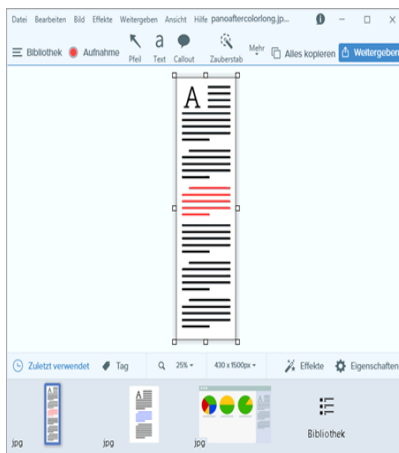 Datei Bearbeiten Bild Effekte Weitergeben Ansicht Hilfe panoaftercolorlong.jp...
Bibliothek Aufnahme Pfeil Text Callout Zauberstab Mehr Alles kopieren Weitergeben
A
Zuletzt verwendet Tag 25% 430 x 1500px Effekte Eigenschaften
jpg jpg jpg Bibliothek